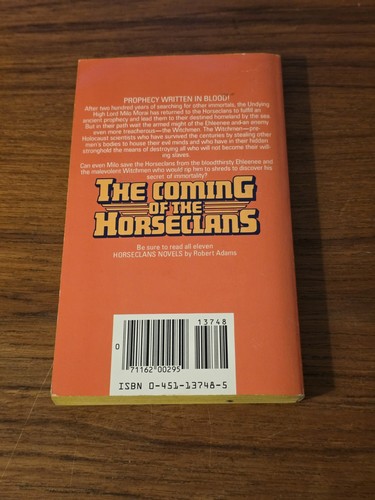 PROPHECY WRITTEN IN BLOOD!
After two hundred years of searching for other immortals, the Undying
High Lord Milo Morai has returned to the Horseclans to fulfill an
ancient prophecy and lead them to their destined homeland by the sea.
But in their path wait the armed might of the Ehleenee and an enemy
even more treacherous—the Witchmen. The Witchmen—pre-
Holocaust scientists who have survived the centuries by stealing other
men's bodies to house their evil minds and who have in their hidden
stronghold the means of destroying all who will not become their will-
ing slaves.
Can even Milo save the Horseclans from the bloodthirsty Ehleenee and
the malevolent Witchmen who would rip him to shreds to discover his
secret of immortality?
THE COMING
OF THE
HORSECLANS
Be sure to read all eleven
HORSECLANS NOVELS by Robert Adams
13748
0
71162 00295
ISBN 0-451-13748-5